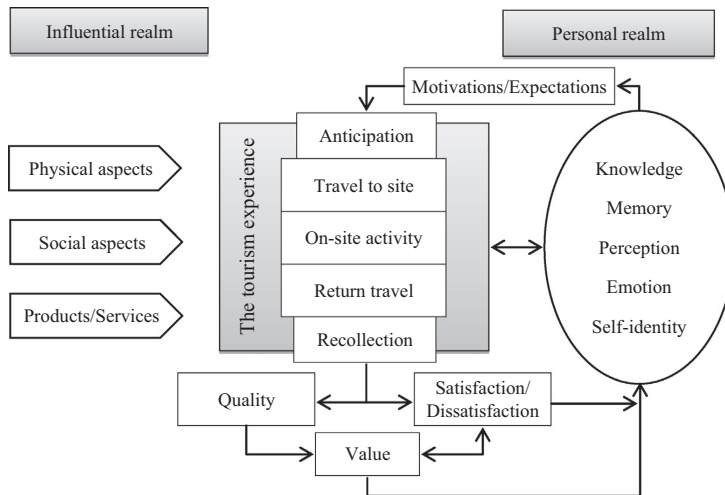 Influential realm
Personal realm
Motivations/Expectations
Anticipation
Physical aspects
Travel to site
Social aspects
On-site activity
Products/Services
Return travel
Recollection
The tourism experience
Knowledge
Memory
Perception
Emotion
Self-identity
Quality
Satisfaction/
Dissatisfaction
Value